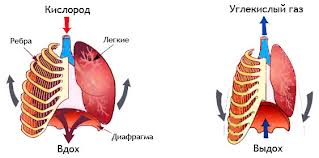 Кислород
Углекислый газ
Ребра
Легкие
Диафрагма
Вдох
Выдох